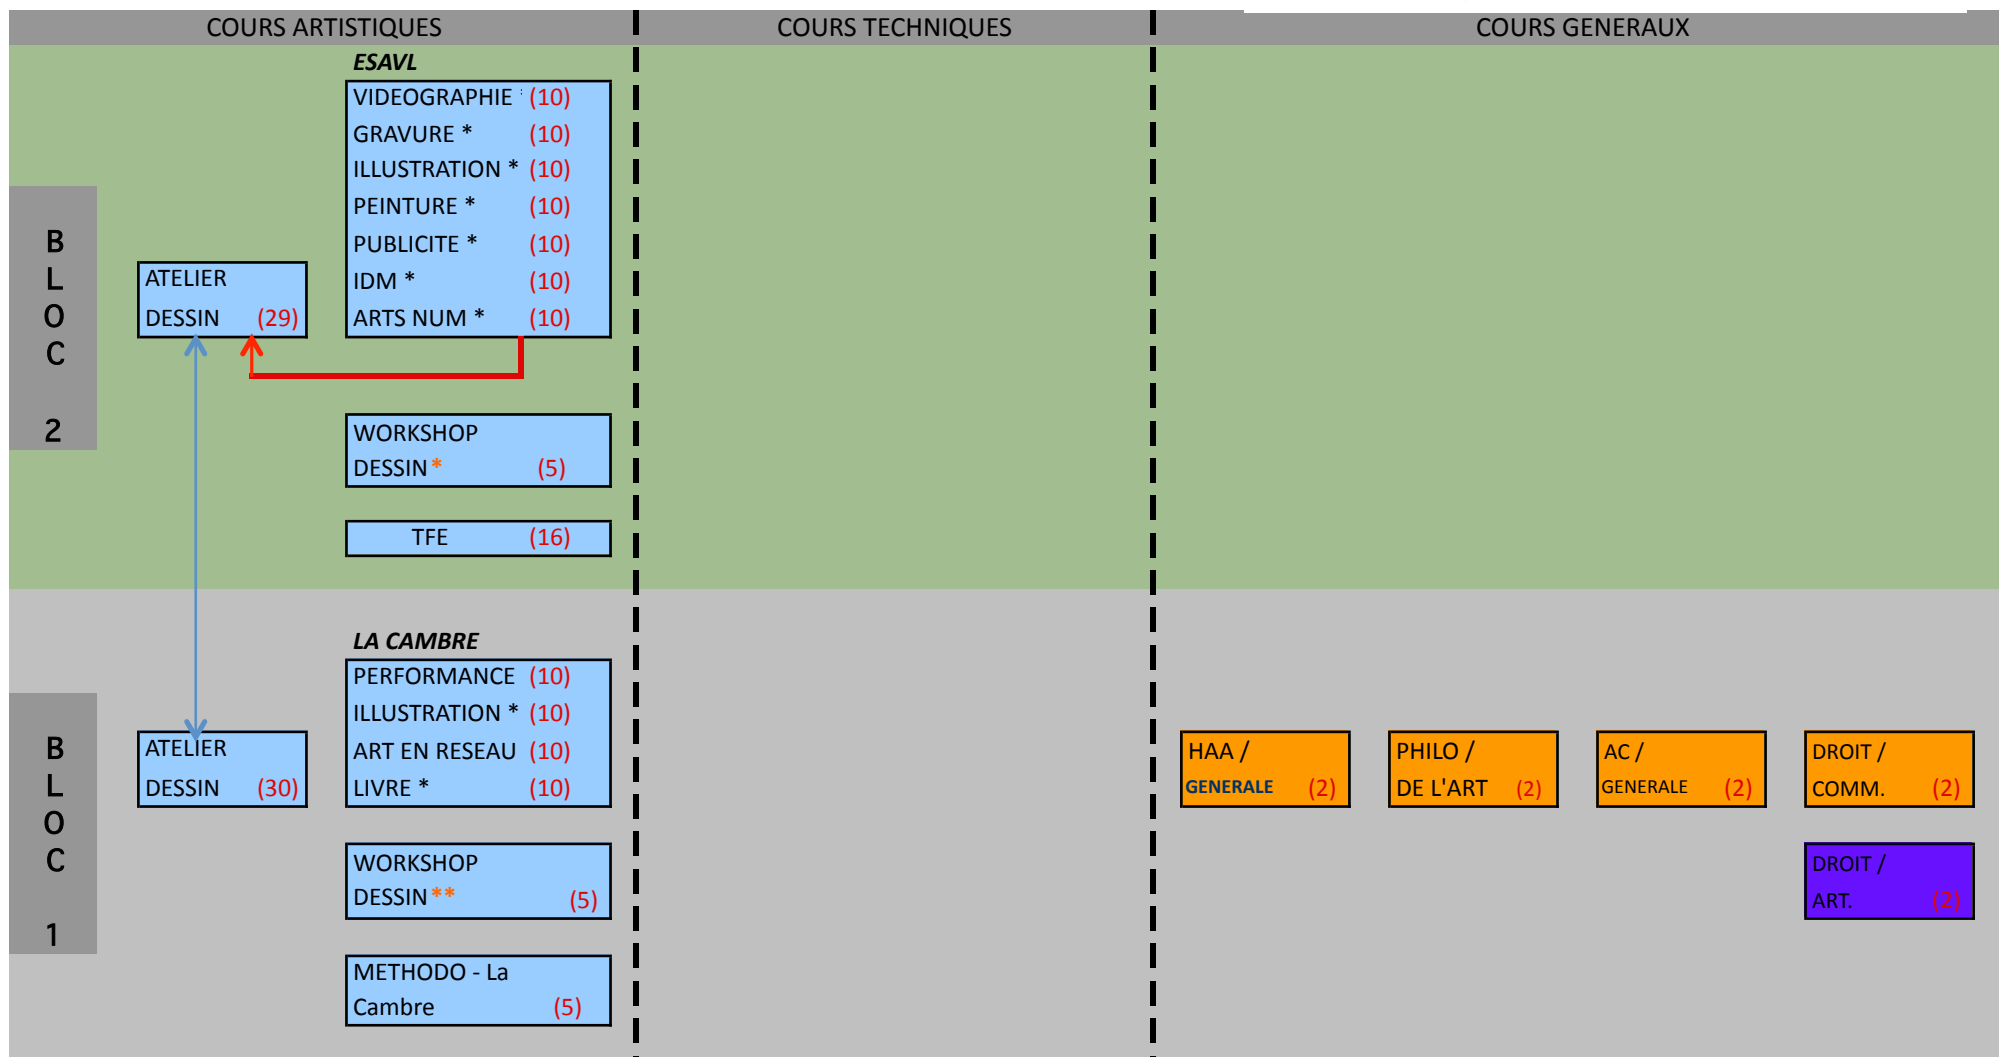 COURS ARTISTIQUES
COURS TECHNIQUES
COURS GENERAUX
ESAVL
VIDEOGRAPHIE * (10)
GRAVURE * (10)
ILLUSTRATION * (10)
PEINTURE * (10)
PUBLICITE * (10)
IDM * (10)
ARTS NUM * (10)
BLOC 2
ATELIER
DESSIN (29)
WORKSHOP
DESSIN* (5)
TFE (16)
LA CAMBRE
PERFORMANCE (10)
ILLUSTRATION * (10)
ART EN RESEAU (10)
LIVRE * (10)
BLOC 1
ATELIER
DESSIN (30)
WORKSHOP
DESSIN** (5)
METHODO - La
Cambre (5)
HAA /
GENERALE (2)
PHILO /
DE L'ART (2)
AC /
GENERALE (2)
DROIT /
COMM. (2)
DROIT /
ART. (2)